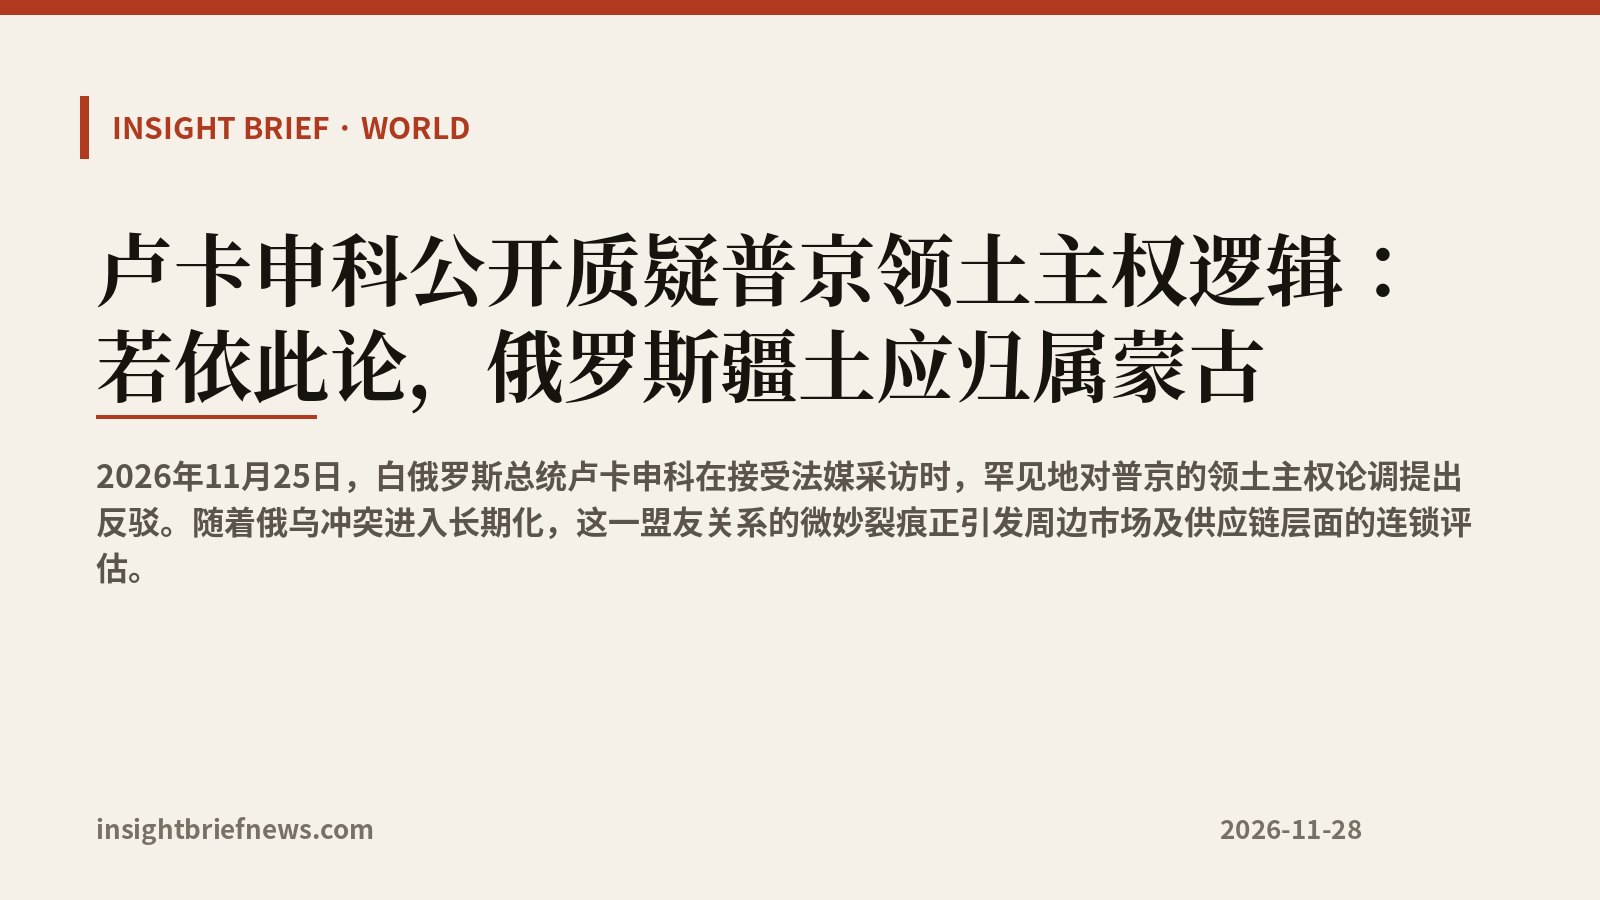 INSIGHT BRIEF · WORLD
卢卡申科公开质疑普京领土主权逻辑：
若依此论，俄罗斯疆土应归属蒙古
2026年11月25日，白俄罗斯总统卢卡申科在接受法媒采访时，罕见地对普京的领土主权论调提出
反驳。随着俄乌冲突进入长期化，这一盟友关系的微妙裂痕正引发周边市场及供应链层面的连锁评
估。
insightbriefnews.com
2026-11-28